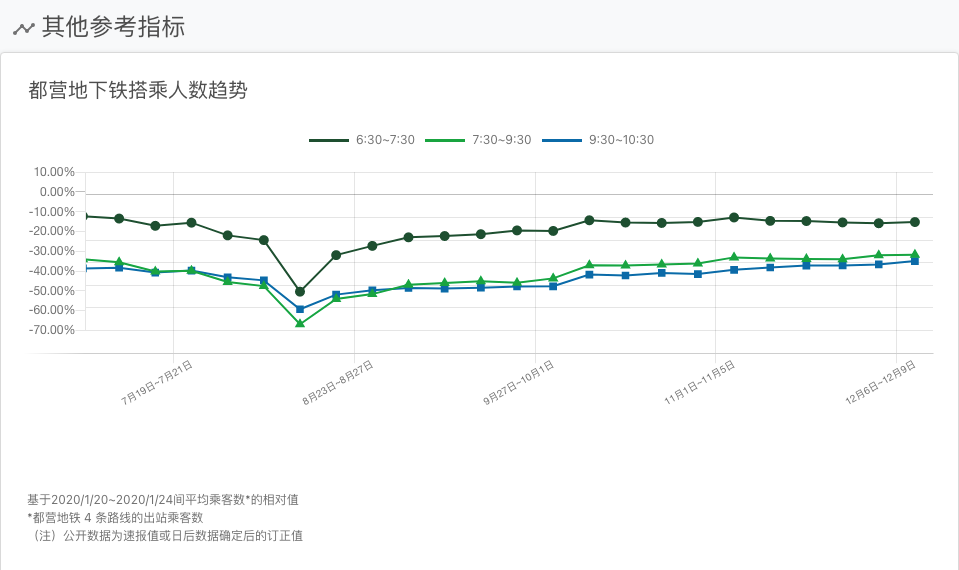 其他参考指标
都营地下铁搭乘人数趋势
6:30~7:30 7:30~9:30 9:30~10:30
10.00%
0.00%
-10.00%
-20.00%
-30.00%
-40.00%
-50.00%
-60.00%
-70.00%
7月19日~7月21日 8月23日~8月27日 9月27日~10月1日 11月1日~11月5日 12月6日~12月9日
基于2020/1/20~2020/1/24间平均乘客数*的相对值
*都营地铁 4 条路线的出站乘客数
（注）公开数据为速报值或日后数据确定后的订正值